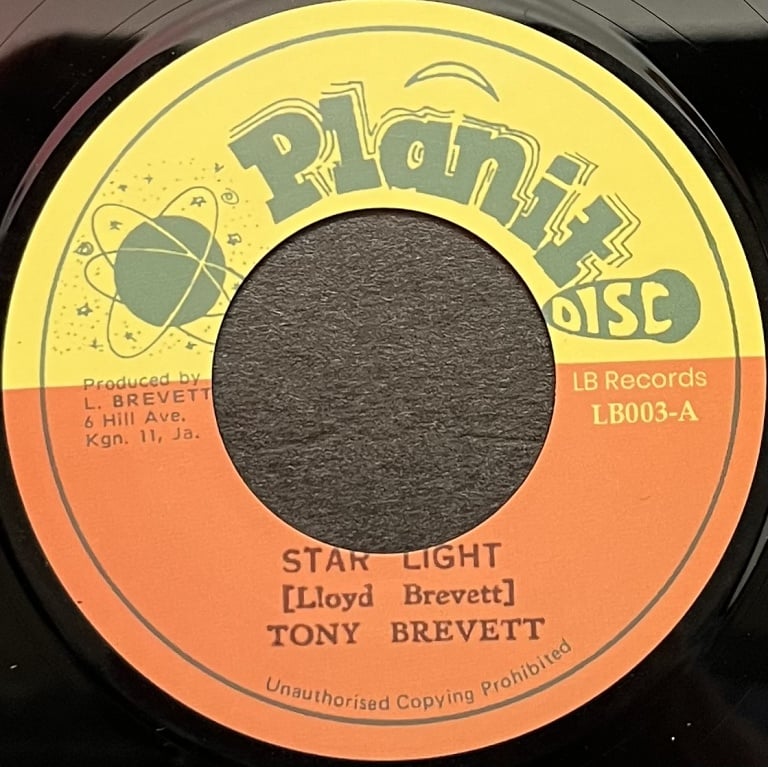 Planit
DISC
Produced by
L. BREVETT
6 Hill Ave.
Kgn. 11, Ja.
LB Records
LB003-A
STAR LIGHT
[Lloyd Brevett]
TONY BREVETT
Unauthorised Copying Prohibited